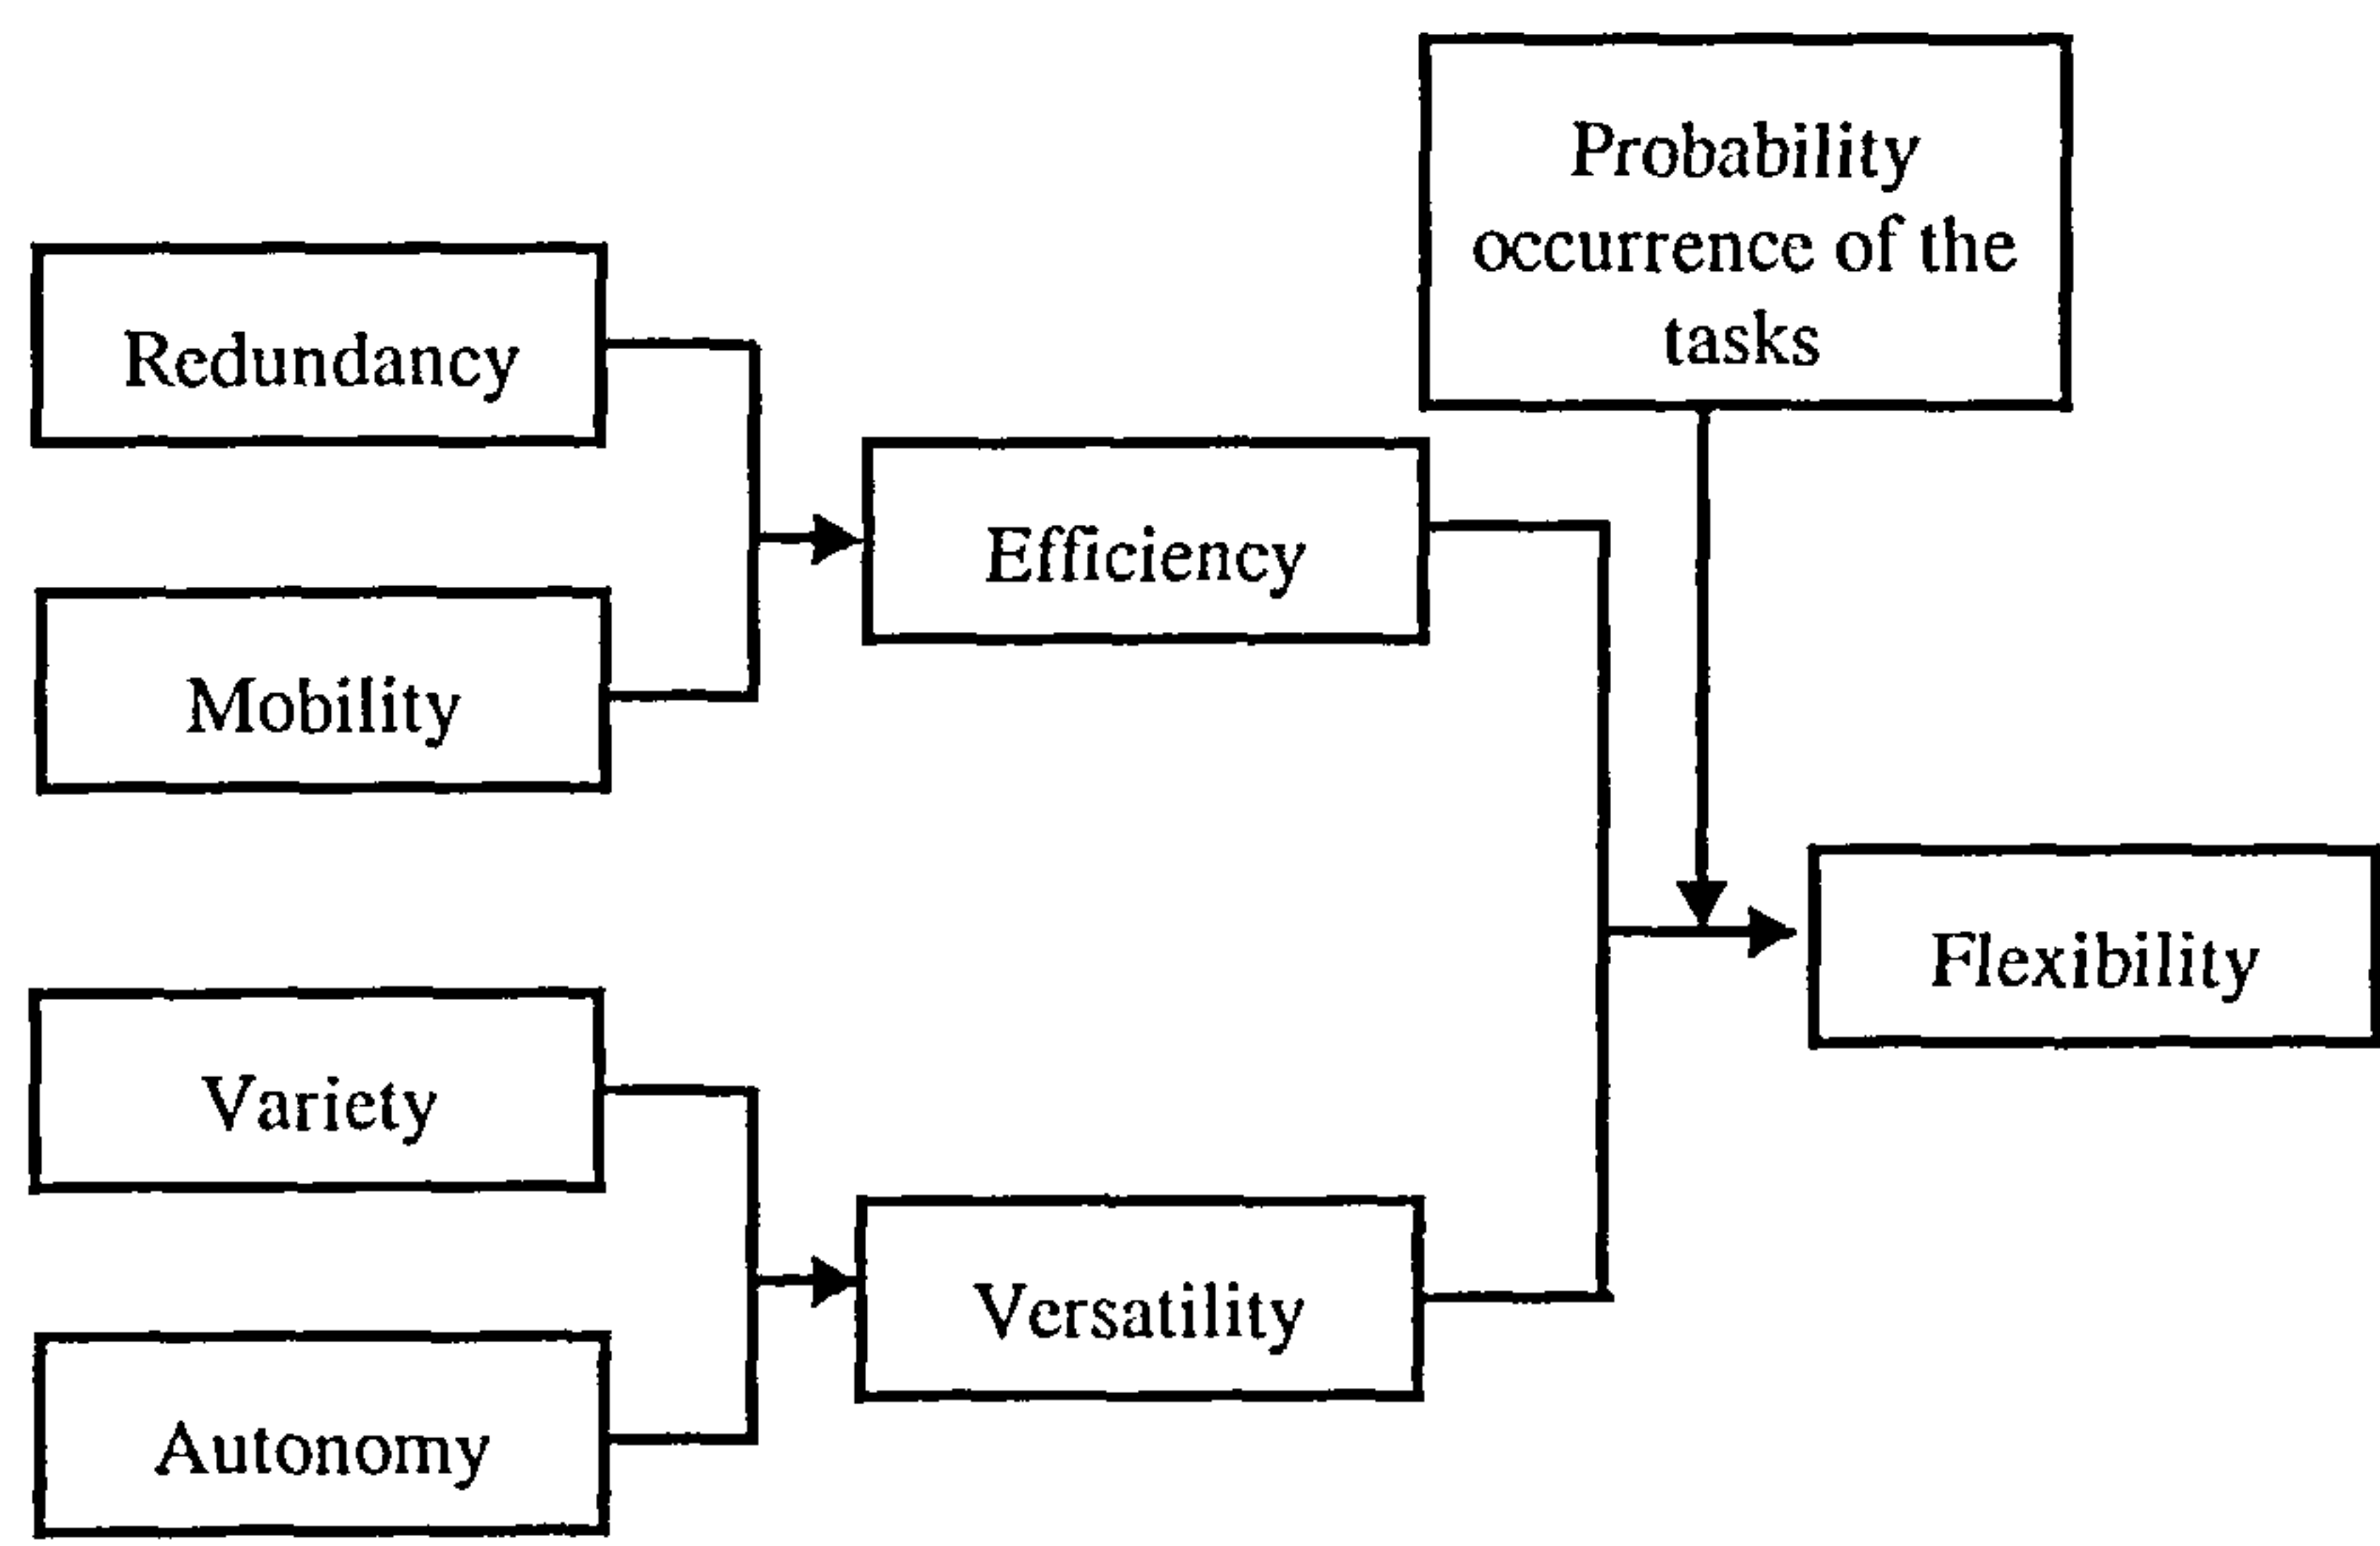 Probability
occurrence of the
tasks
Redundancy
Efficiency
Mobility
Flexibility
Variety
Versatility
Autonomy